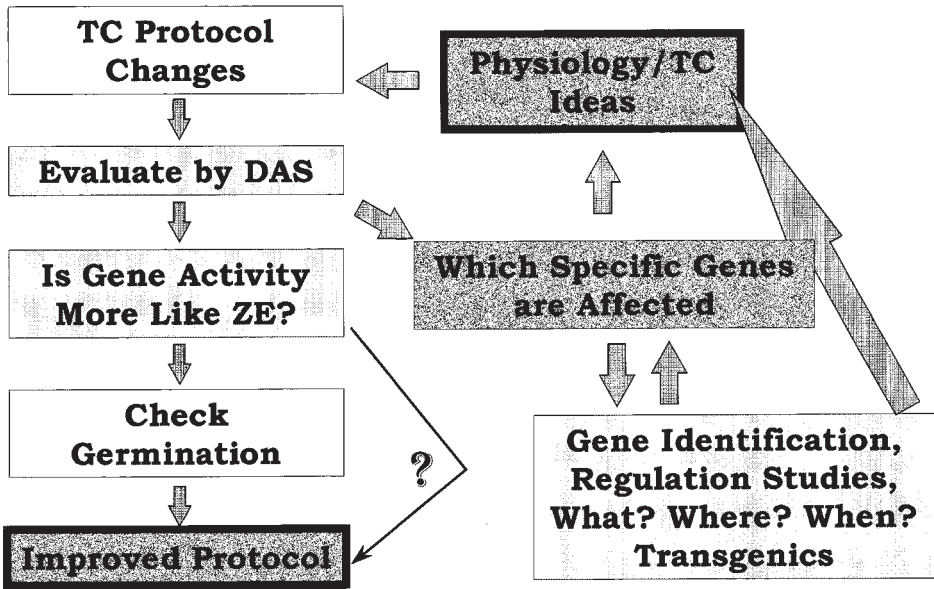 TC Protocol
Changes
Evaluate by DAS
Is Gene Activity
More Like ZE?
Check
Germination
Improved Protocol
?
Physiology/TC
Ideas
Which Specific Genes
are Affected
Gene Identification,
Regulation Studies,
What? Where? When?
Transgenics